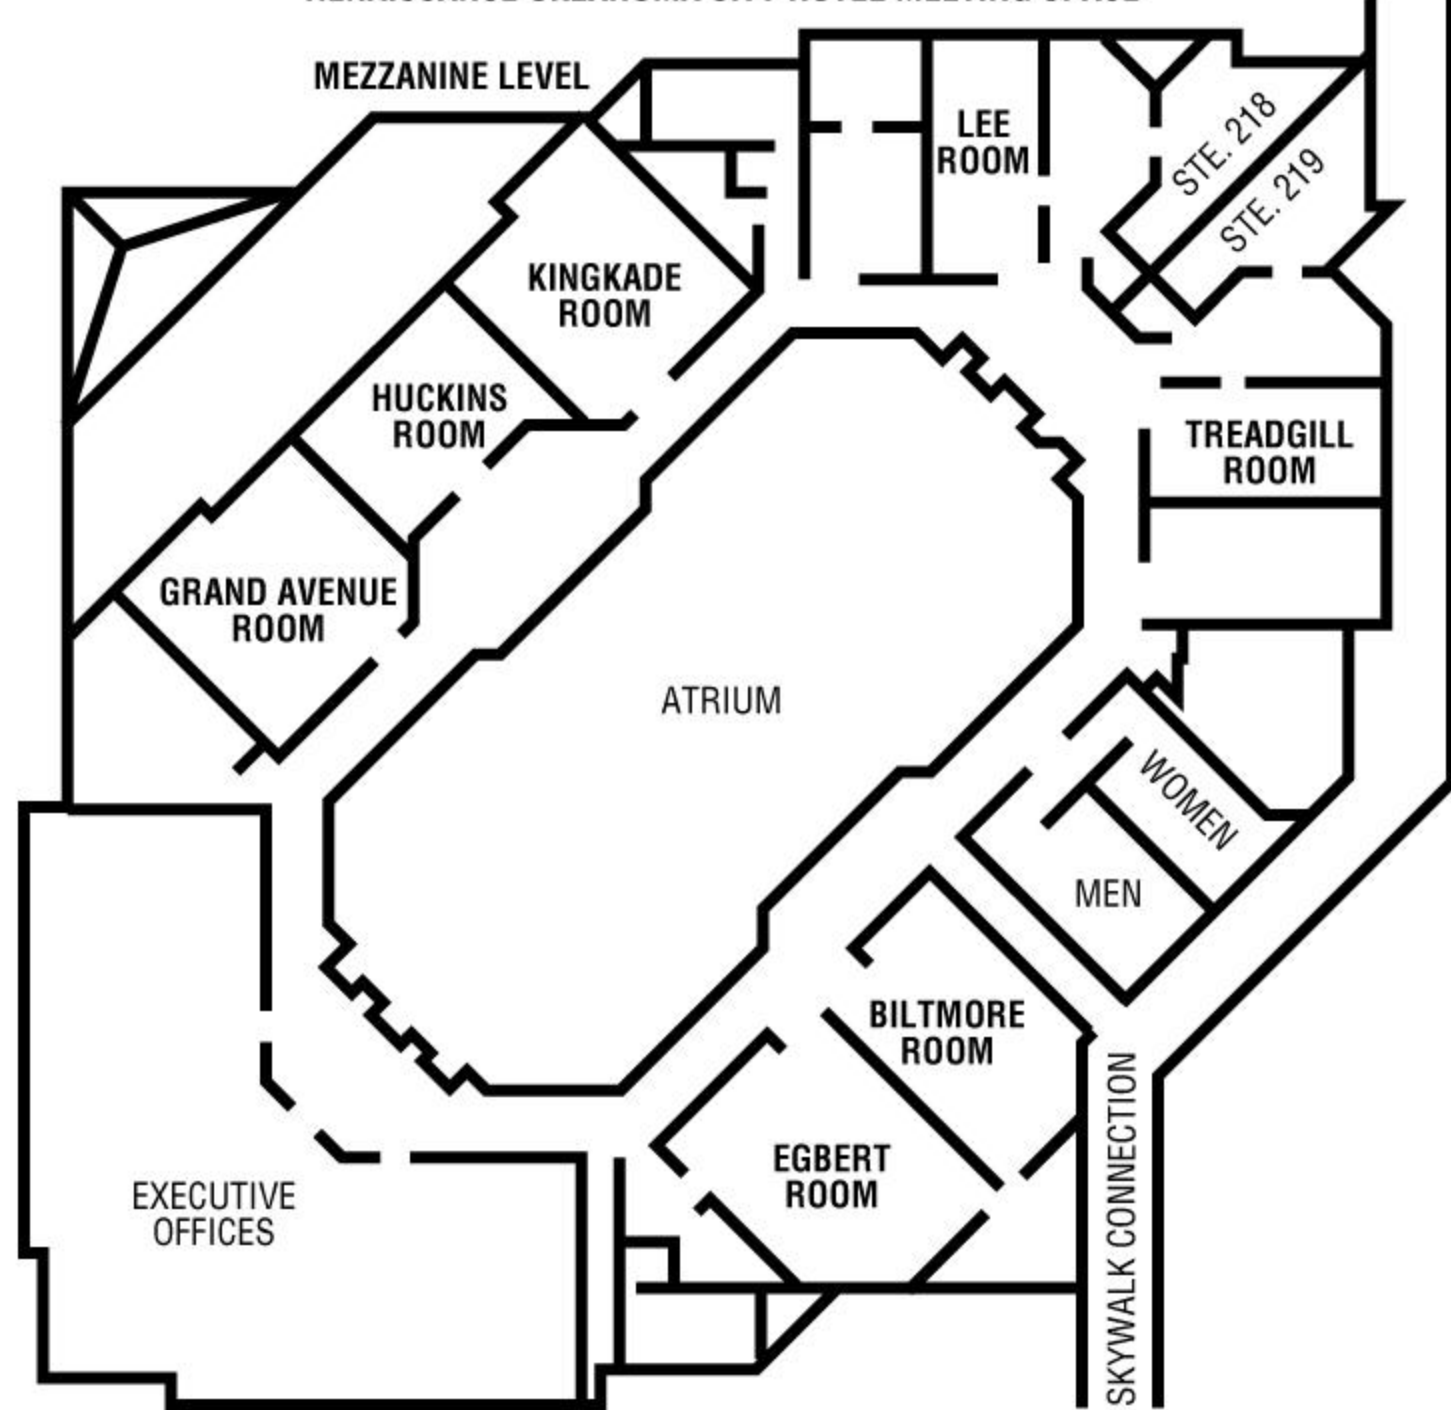 MEZZANINE LEVEL
LEE
ROOM
STE. 218
STE. 219
KINGKADE
ROOM
HUCKINS
ROOM
TREADGILL
ROOM
GRAND AVENUE
ROOM
ATRIUM
WOMEN
MEN
BILTMORE
ROOM
EGBERT
ROOM
EXECUTIVE
OFFICES
SKYWALK CONNECTION